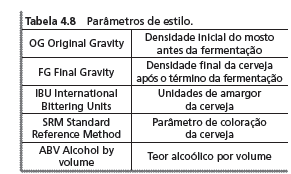 Tabela 4.8 Parâmetros de estilo.
OG Original Gravity
Densidade inicial do mosto
antes da fermentação
FG Final Gravity
Densidade final da cerveja
após o término da fermentação
IBU International
Bittering Units
Unidades de amargor
da cerveja
SRM Standard
Reference Method
Parâmetro de coloração
da cerveja
ABV Alcohol by
volume
Teor alcoólico por volume